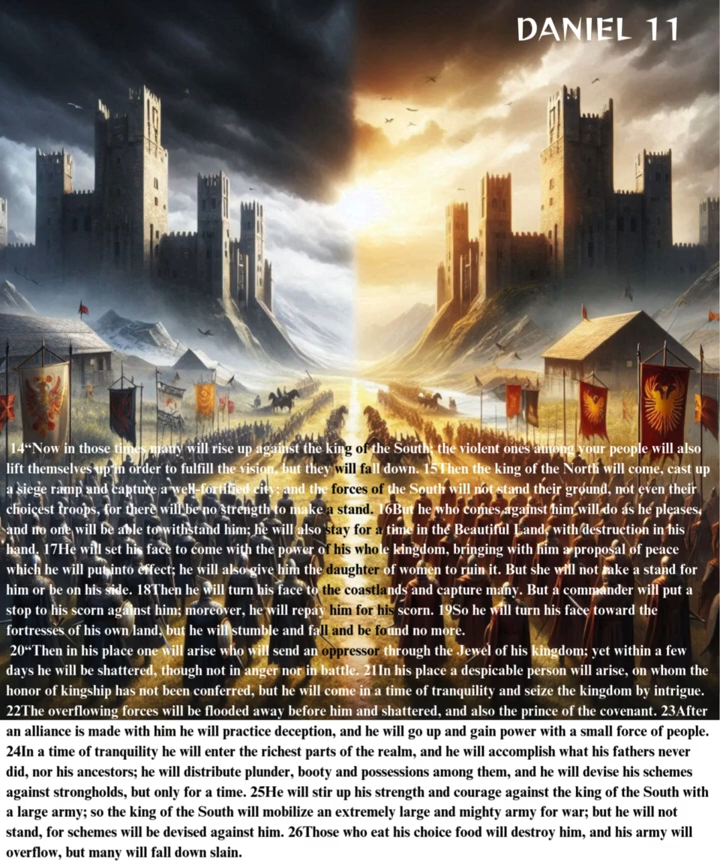 DANIEL 11
14“Now in those times many will rise up against the king of the South; the violent ones among your people will also
lift themselves up in order to fulfill the vision, but they will fall down. 15Then the king of the North will come, cast up
a siege ramp and capture a well-fortified city; and the forces of the South will not stand their ground, not even their
choicest troops, for there will be no strength to make a stand. 16But he who comes against him will do as he pleases,
and no one will be able to withstand him; he will also stay for a time in the Beautiful Land, with destruction in his
hand. 17He will set his face to come with the power of his whole kingdom, bringing with him a proposal of peace
which he will put into effect; he will also give him the daughter of women to ruin it. But she will not take a stand for
him or be on his side. 18Then he will turn his face to the coastlands and capture many. But a commander will put a
stop to his scorn against him; moreover, he will repay him for his scorn. 19So he will turn his face toward the
fortresses of his own land, but he will stumble and fall and be found no more.
20“Then in his place one will arise who will send an oppressor through the Jewel of his kingdom; yet within a few
days he will be shattered, though not in anger nor in battle. 21In his place a despicable person will arise, on whom the
honor of kingship has not been conferred, but he will come in a time of tranquility and seize the kingdom by intrigue.
22The overflowing forces will be flooded away before him and shattered, and also the prince of the covenant. 23After
an alliance is made with him he will practice deception, and he will go up and gain power with a small force of people.
24In a time of tranquility he will enter the richest parts of the realm, and he will accomplish what his fathers never
did, nor his ancestors; he will distribute plunder, booty and possessions among them, and he will devise his schemes
against strongholds, but only for a time. 25He will stir up his strength and courage against the king of the South with
a large army; so the king of the South will mobilize an extremely large and mighty army for war; but he will not
stand, for schemes will be devised against him. 26Those who eat his choice food will destroy him, and his army will
overflow, but many will fall down slain.